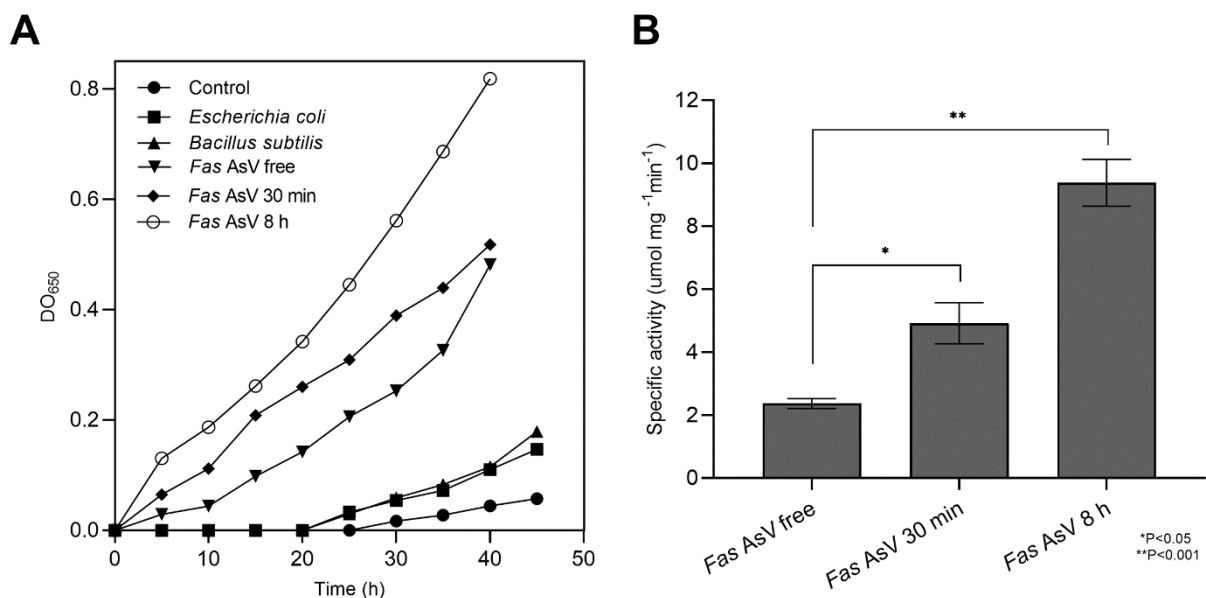 A
0.8
0.6
0.4
0.2
0.0
DO650
Control
Escherichia coli
Bacillus subtilis
Fas AsV free
Fas AsV 30 min
Fas AsV 8 h
0 10 20 30 40 50
Time (h)
B
12
10
8
6
4
2
0
Specific activity (umol mg -1min-1)
**
*
Fas AsV free
Fas AsV 30 min
Fas AsV 8 h
*P<0.05
**P<0.001